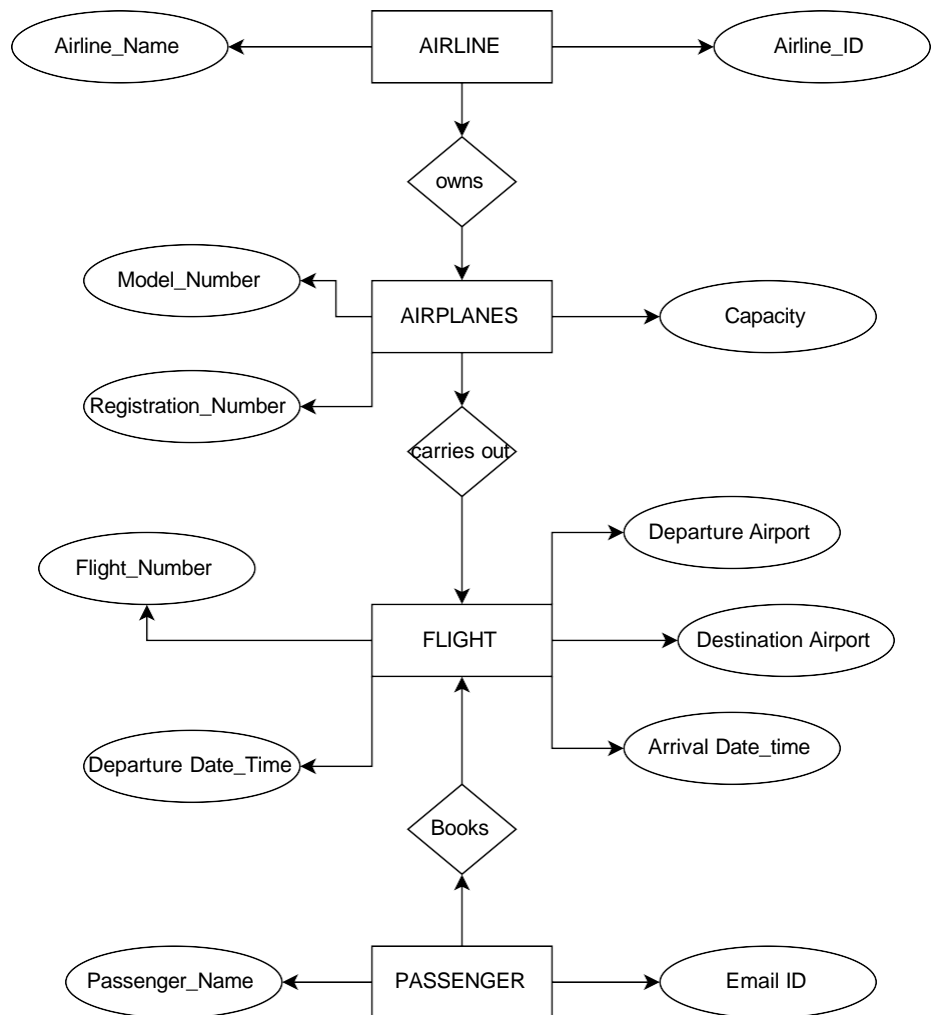 Airline_Name
AIRLINE
Airline_ID
owns
Model_Number
AIRPLANES
Capacity
Registration_Number
carries out
Departure Airport
Flight_Number
FLIGHT
Destination Airport
Departure Date_Time
Arrival Date_time
Books
Passenger_Name
PASSENGER
Email ID